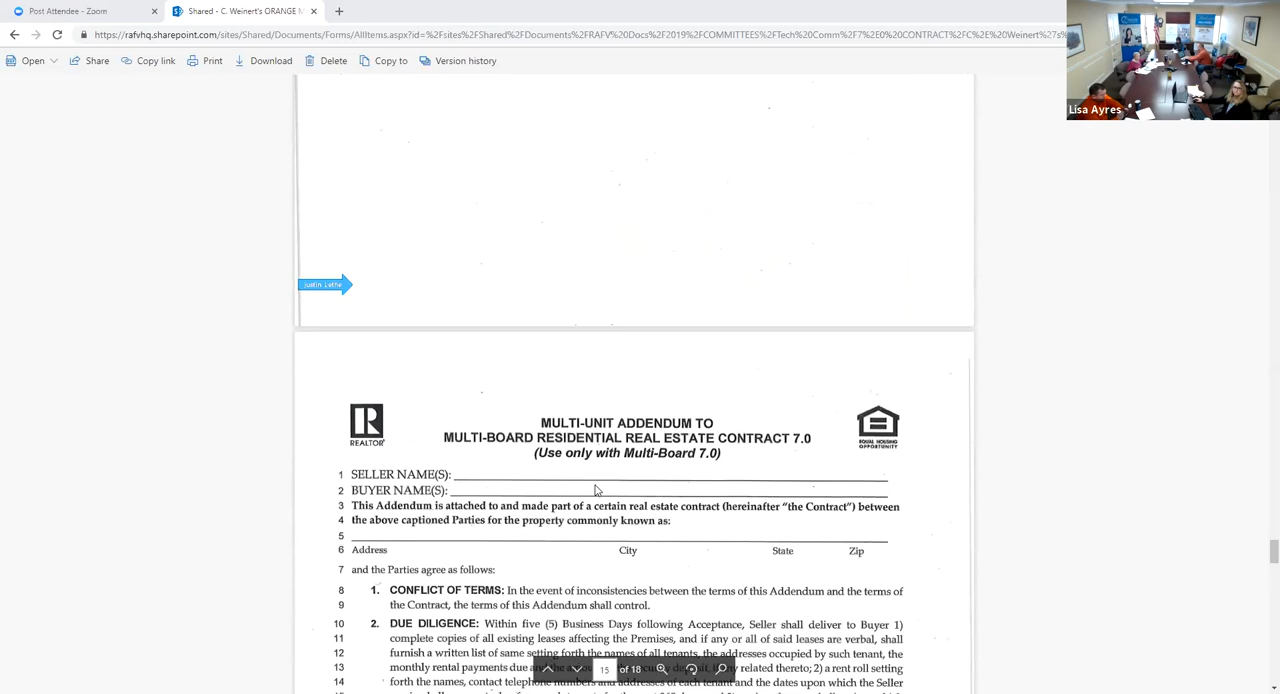 Post Attendee - Zoom
Shared - C. Weinert's ORANGE M
https://rafvhq.sharepoint.com/sites/Shared/Documents/Forms/AllItems.aspx?id=%2Fsites%2FShared%2FDocuments%2FRAFV%20Docs%2F2019%2FCOMMITTEES%2FTech%20Comm%2F7%2E0%20CONTRACT%2FC%2E%20Weinert%27s%
Open Share Copy link Print Download Delete Copy to Version history
Lisa Ayres
Justin Lethe
REALTOR
EQUAL HOUSING
OPPORTUNITY
MULTI-UNIT ADDENDUM TO
MULTI-BOARD RESIDENTIAL REAL ESTATE CONTRACT 7.0
(Use only with Multi-Board 7.0)
1 SELLER NAME(S):
2 BUYER NAME(S):
3 This Addendum is attached to and made part of a certain real estate contract (hereinafter "the Contract") between
4 the above captioned Parties for the property commonly known as:
5
6 Address City State Zip
7 and the Parties agree as follows:
8 1. CONFLICT OF TERMS: In the event of inconsistencies between the terms of this Addendum and the terms of
9 the Contract, the terms of this Addendum shall control.
10 2. DUE DILIGENCE: Within five (5) Business Days following Acceptance, Seller shall deliver to Buyer 1)
11 complete copies of all existing leases affecting the Premises, and if any or all of said leases are verbal, shall
12 furnish a written list of same setting forth the names of all tenants, the addresses occupied by such tenant, the
13 monthly rental payments due related thereto; 2) a rent roll setting
15 of 18
14 forth the names, contact telephone numbers and addresses of each tenant and the dates upon which the Seller